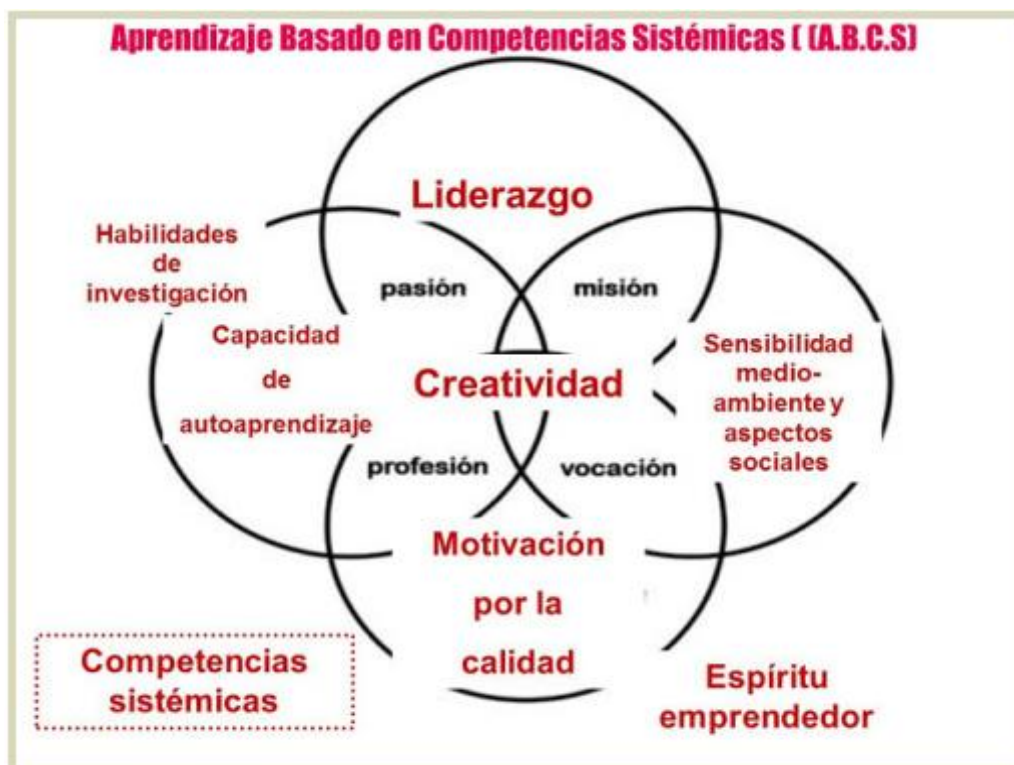 Aprendizaje Basado en Competencias Sistémicas ( (A.B.C.S)
Liderazgo
Habilidades
de
investigación
pasión
misión
Capacidad
de
autoaprendizaje
Creatividad
Sensibilidad
medio-
ambiente y
aspectos
sociales
profesión
vocación
Motivación
por la
calidad
Competencias
sistémicas
Espíritu
emprendedor